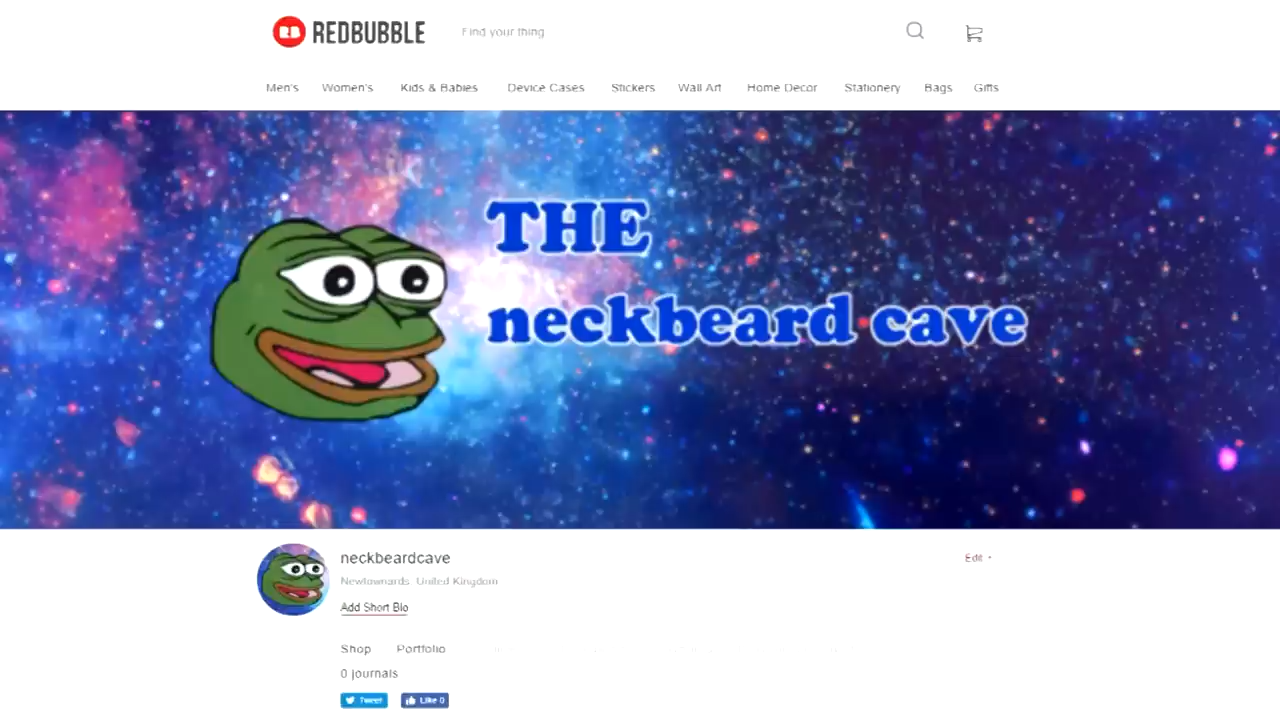 REDBUBBLE Find your thing
Men's Women's Kids & Babies Device Cases Stickers Wall Art Home Decor Stationery Bags Gifts
THE
neckbeard cave
neckbeardcave Edit
Newtownards, United Kingdom
Add Short Bio
Shop Portfolio
0 journals
Tweet Like 0